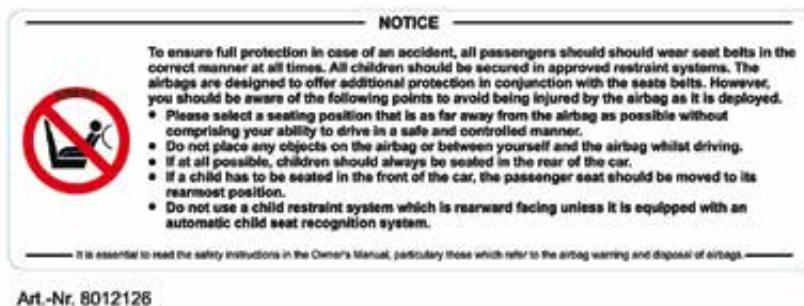 NOTICE
To ensure full protection in case of an accident, all passengers should should wear seat belts in the
correct manner at all times. All children should be secured in approved restraint systems. The
airbags are designed to offer additional protection in conjunction with the seats belts. However,
you should be aware of the following points to avoid being injured by the airbag as it is deployed.
• Please select a seating position that is as far away from the airbag as possible without
comprising your ability to drive in a safe and controlled manner.
• Do not place any objects on the airbag or between yourself and the airbag whilst driving.
• If at all possible, children should always be seated in the rear of the car.
• If a child has to be seated in the front of the car, the passenger seat should be moved to its
rearmost position.
• Do not use a child restraint system which is rearward facing unless it is equipped with an
automatic child seat recognition system.
It is essential to read the safety instructions in the Owner's Manual, particulary those which refer to the airbag warning and disposal of airbags.
Art.-Nr. 8012126